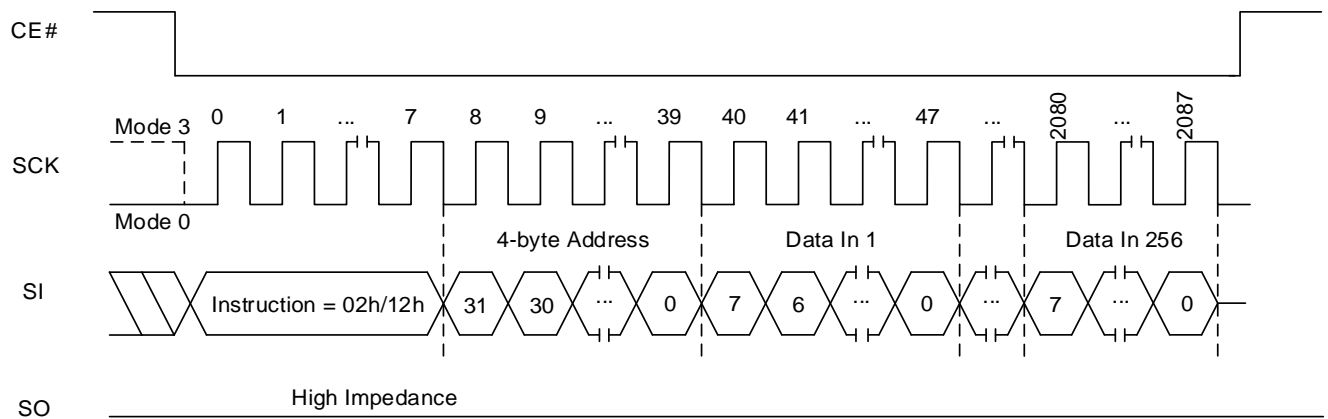 CE#
0 1 ... 7 8 9 ... 39 40 41 ... 47 ... 2080 ... 2087
Mode 3
SCK
Mode 0
4-byte Address Data In 1 Data In 256
SI
Instruction = 02h/12h 31 30 ... 0 7 6 ... 0 ... 7 ... 0
High Impedance
SO